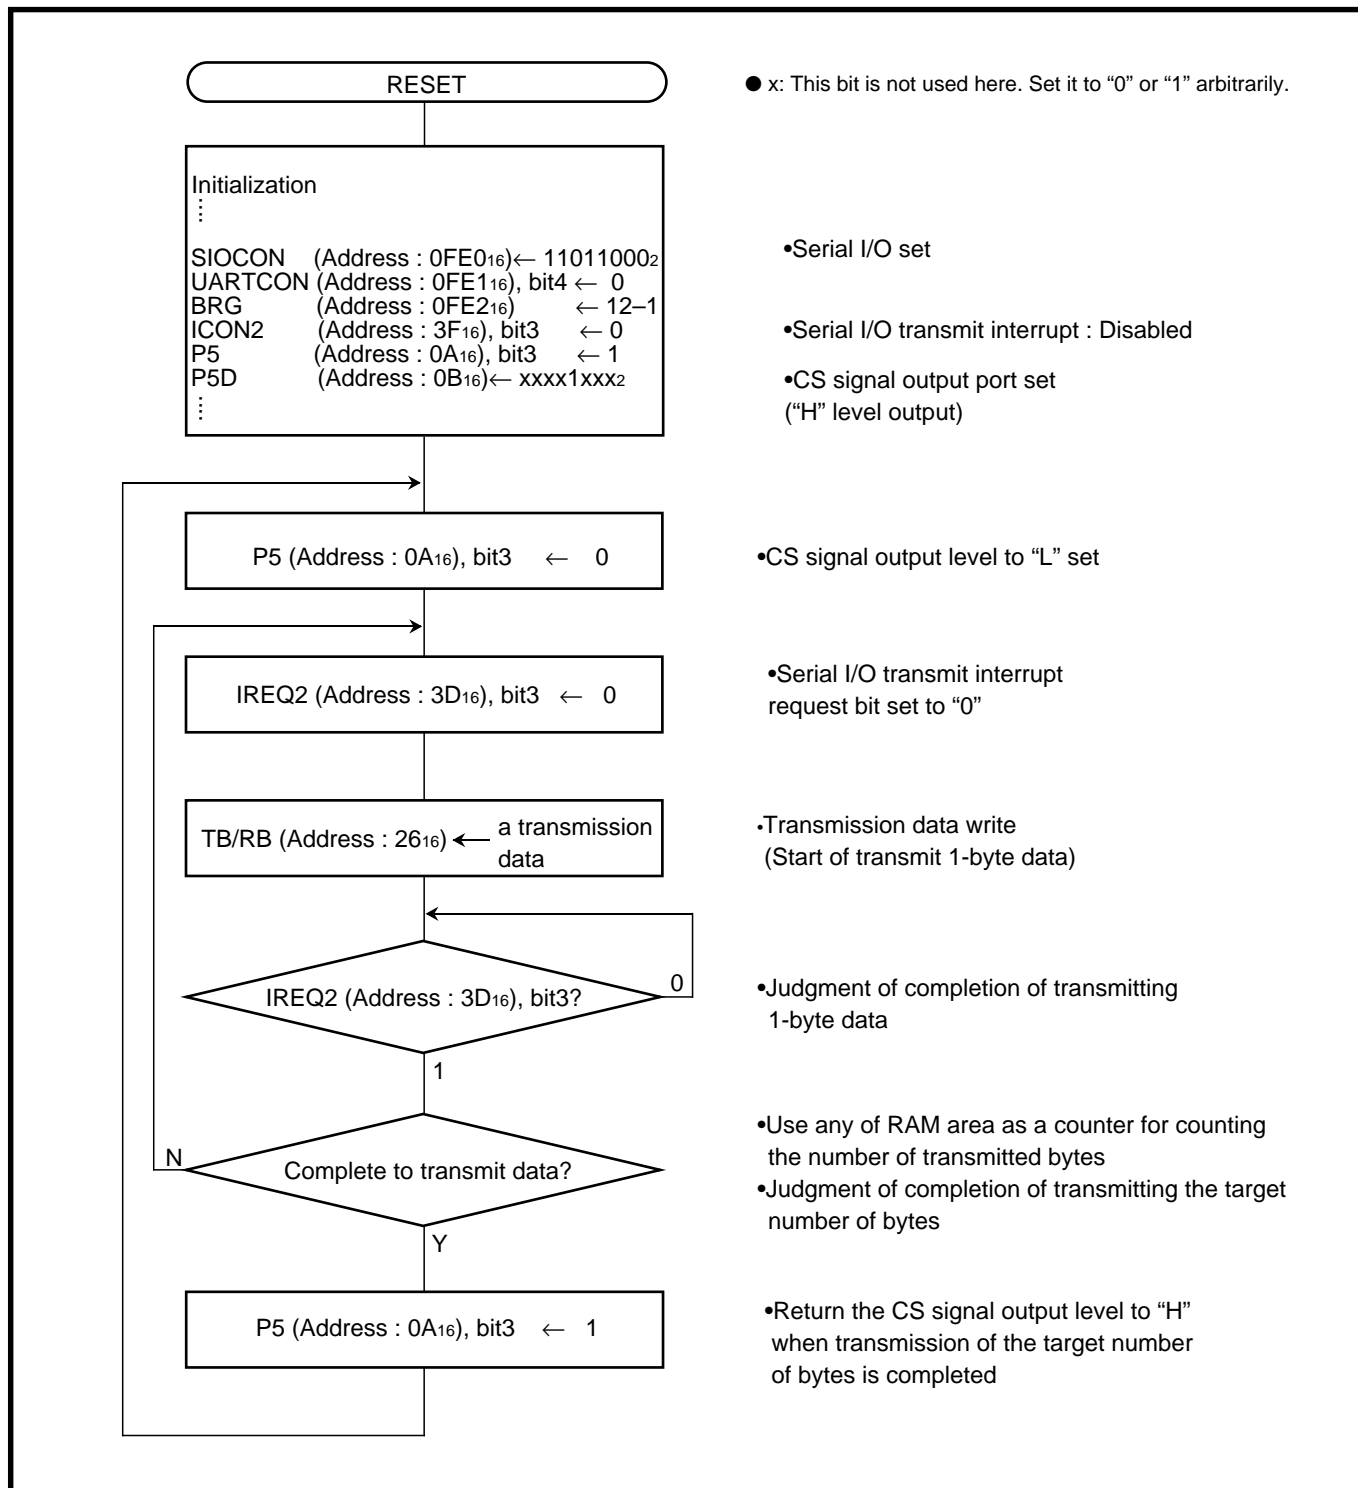 RESET
● x: This bit is not used here. Set it to “0” or “1” arbitrarily.
Initialization
⋮
SIOCON (Address : 0FE016)← 110110002
UARTCON (Address : 0FE116), bit4 ← 0
BRG (Address : 0FE216) ← 12–1
ICON2 (Address : 3F16), bit3 ← 0
P5 (Address : 0A16), bit3 ← 1
P5D (Address : 0B16)← xxxx1xxx2
⋮
•Serial I/O set
•Serial I/O transmit interrupt : Disabled
•CS signal output port set
(“H” level output)
P5 (Address : 0A16), bit3 ← 0
•CS signal output level to “L” set
IREQ2 (Address : 3D16), bit3 ← 0
•Serial I/O transmit interrupt
request bit set to “0”
TB/RB (Address : 2616) ← a transmission
data
•Transmission data write
(Start of transmit 1-byte data)
IREQ2 (Address : 3D16), bit3?
0
1
•Judgment of completion of transmitting
1-byte data
Complete to transmit data?
N
Y
•Use any of RAM area as a counter for counting
the number of transmitted bytes
•Judgment of completion of transmitting the target
number of bytes
P5 (Address : 0A16), bit3 ← 1
•Return the CS signal output level to “H”
when transmission of the target number
of bytes is completed